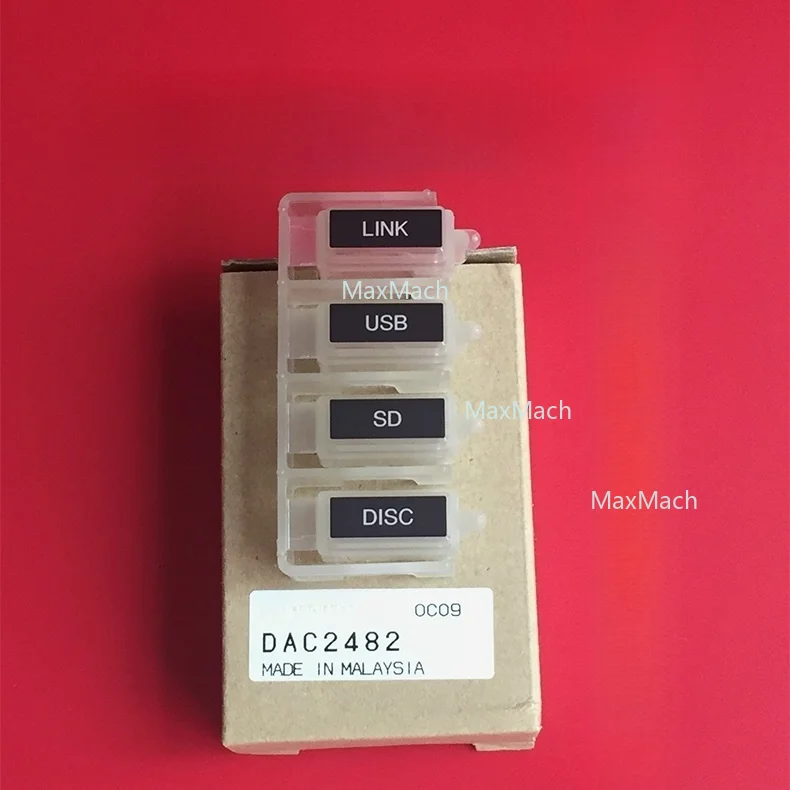 LINK
MaxMach
USB
SD
MaxMach
MaxMach
DISC
0C09
DAC2482
MADE IN MALAYSIA